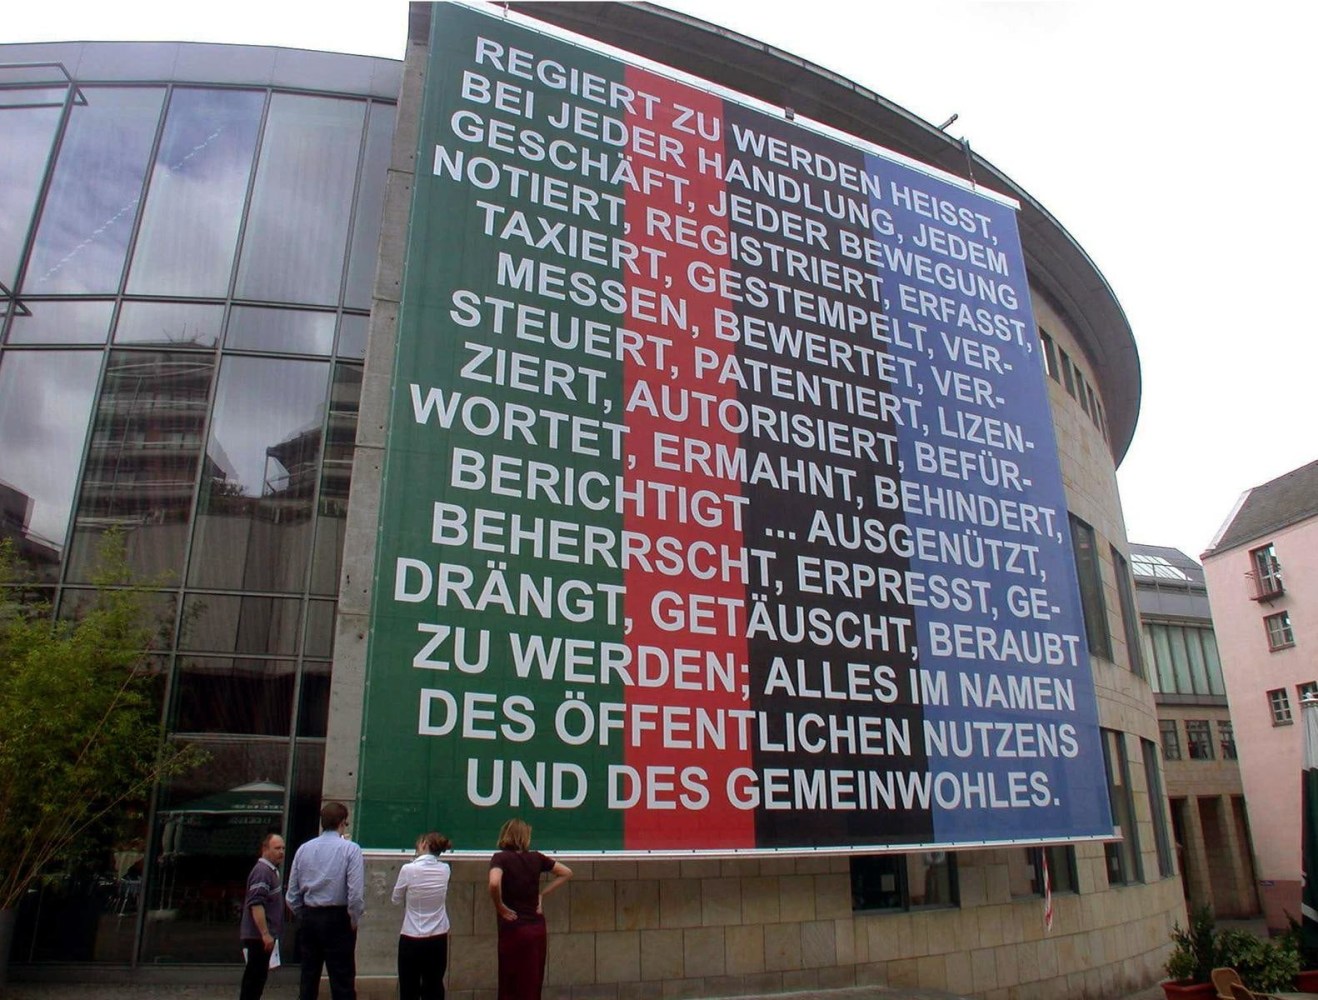 REGIERT ZU WERDEN HEISST,
BEI JEDER HANDLUNG, JEDEM
GESCHÄFT, JEDER BEWEGUNG
NOTIERT, REGISTRIERT, ERFASST,
TAXIERT, GESTEMPELT, VER-
MESSEN, BEWERTET, VER-
STEUERT, PATENTIERT, LIZEN-
ZIERT, AUTORISIERT, BEFÜR-
WORTET, ERMAHNT, BEHINDERT,
BERICHTIGT ... AUSGENÜTZT,
BEHERRSCHT, ERPRESST, GE-
DRÄNGT, GETÄUSCHT, BERAUBT
ZU WERDEN; ALLES IM NAMEN
DES ÖFFENTLICHEN NUTZENS
UND DES GEMEINWOHLES.